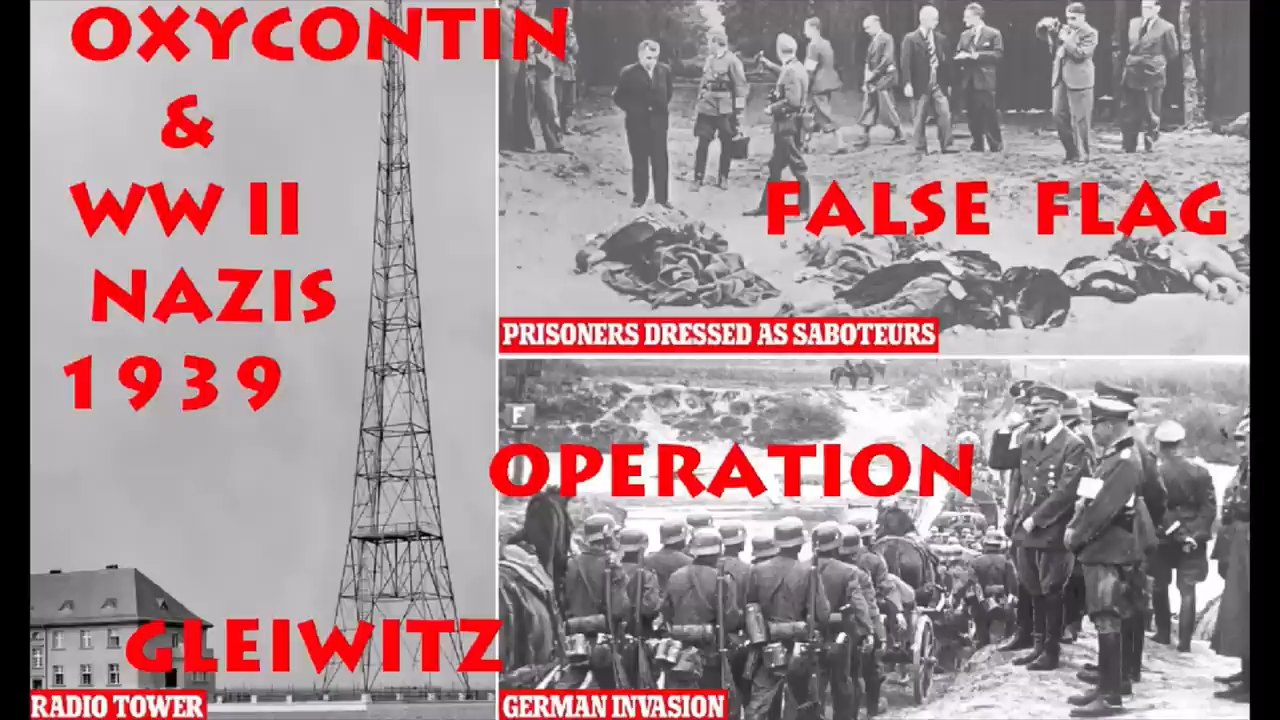 OXYCONTIN
&
WW II
NAZIS
1939
FALSE FLAG
PRISONERS DRESSED AS SABOTEURS
F
OPERATION
GLEIWITZ
RADIO TOWER
GERMAN INVASION